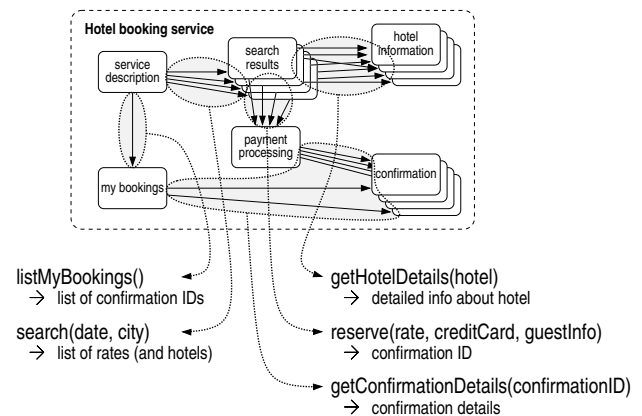 Hotel booking service
service
description
search
results
hotel
information
payment
processing
my bookings
confirmation
listMyBookings()
→ list of confirmation IDs
search(date, city)
→ list of rates (and hotels)
getHotelDetails(hotel)
→ detailed info about hotel
reserve(rate, creditCard, guestInfo)
→ confirmation ID
getConfirmationDetails(confirmationID)
→ confirmation details